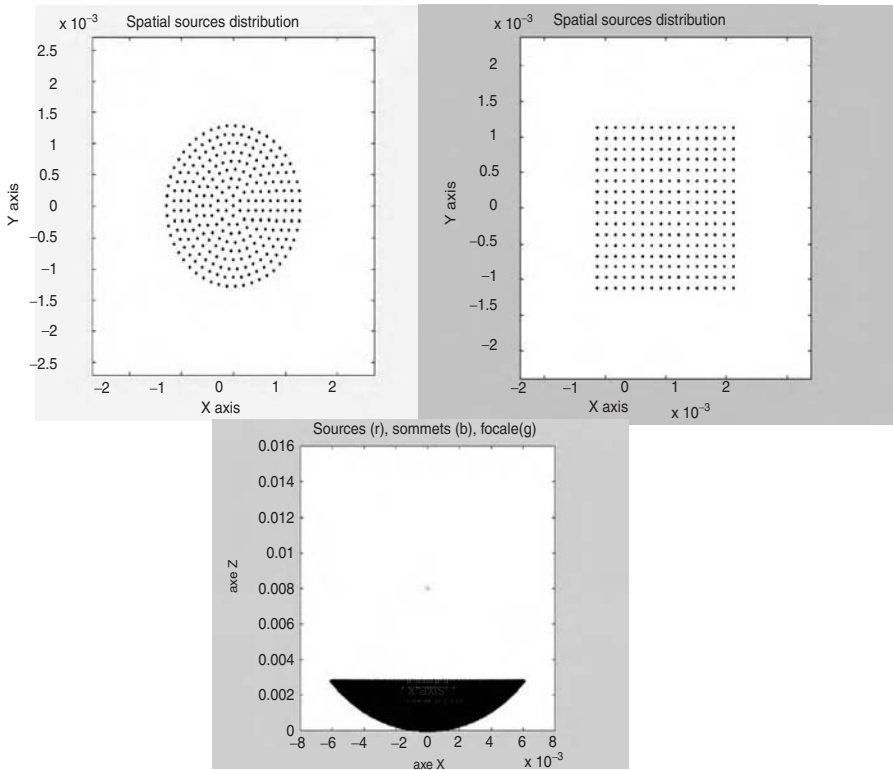 x 10⁻³ Spatial sources distribution
2.5
2
1.5
1
0.5
0
−0.5
−1
−1.5
−2
−2.5
Y axis
−2 −1 0 1 2
X axis
x 10⁻³ Spatial sources distribution
2
1.5
1
0.5
0
−0.5
−1
−1.5
−2
Y axis
−2 −1 0 1 2
X axis x 10⁻³
Sources (r), sommets (b), focale(g)
0.016
0.014
0.012
0.01
0.008
0.006
0.004
0.002
0
axe Z
X axis
−8 −6 −4 −2 0 2 4 6 8
axe X x 10⁻³